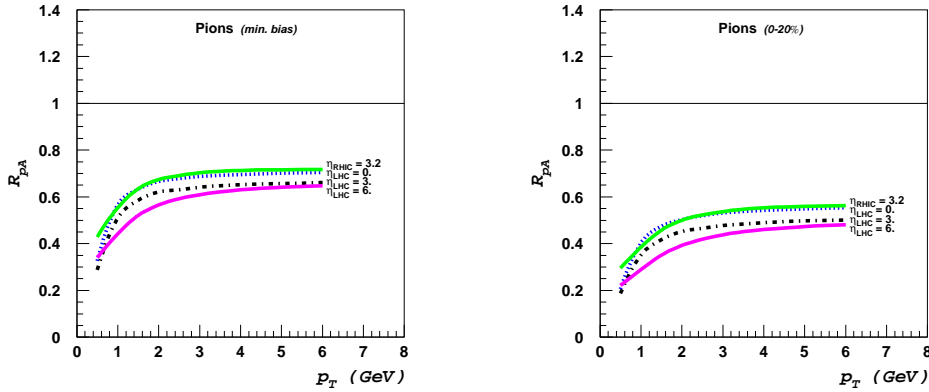 Pions (min. bias)
1.4
1.2
1
0.8
0.6
0.4
0.2
0
R_pA
η_RHIC = 3.2
η_LHC = 0.
η_LHC = 3.
η_LHC = 6.
0 1 2 3 4 5 6 7 8
p_T (GeV)
Pions (0-20%)
1.4
1.2
1
0.8
0.6
0.4
0.2
0
R_pA
η_RHIC = 3.2
η_LHC = 0.
η_LHC = 3.
η_LHC = 6.
0 1 2 3 4 5 6 7 8
p_T (GeV)